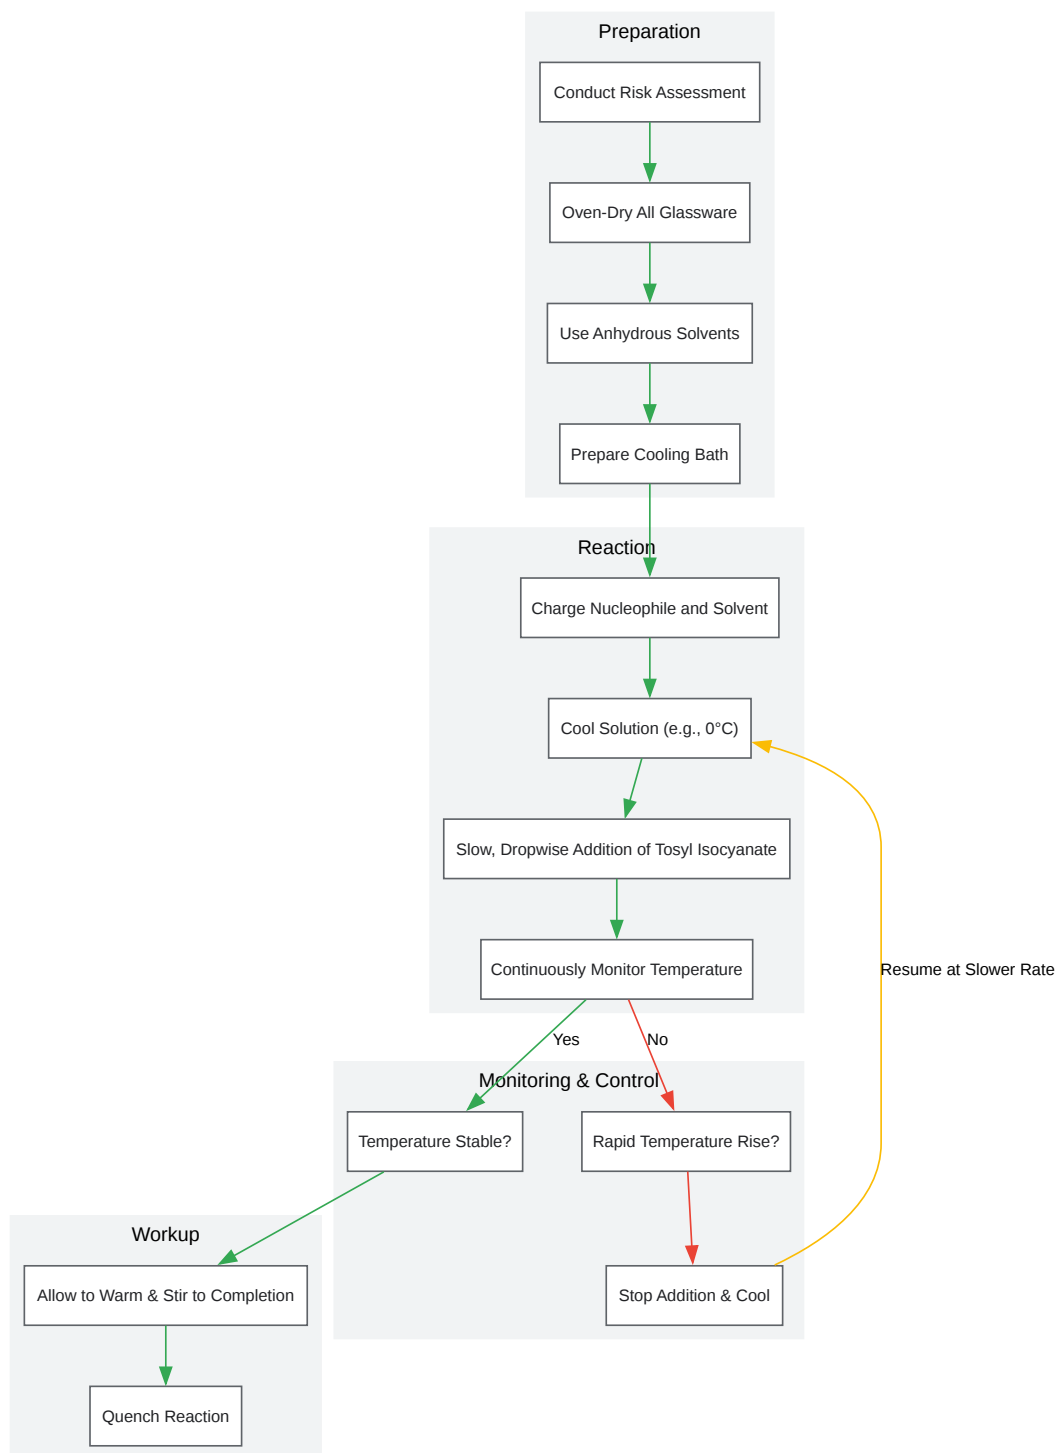 Preparation
Conduct Risk Assessment
Oven-Dry All Glassware
Use Anhydrous Solvents
Prepare Cooling Bath
Reaction
Charge Nucleophile and Solvent
Cool Solution (e.g., 0°C)
Slow, Dropwise Addition of Tosyl Isocyanate
Continuously Monitor Temperature
Resume at Slower Rate
Yes
No
Monitoring & Control
Temperature Stable?
Rapid Temperature Rise?
Workup
Allow to Warm & Stir to Completion
Stop Addition & Cool
Quench Reaction